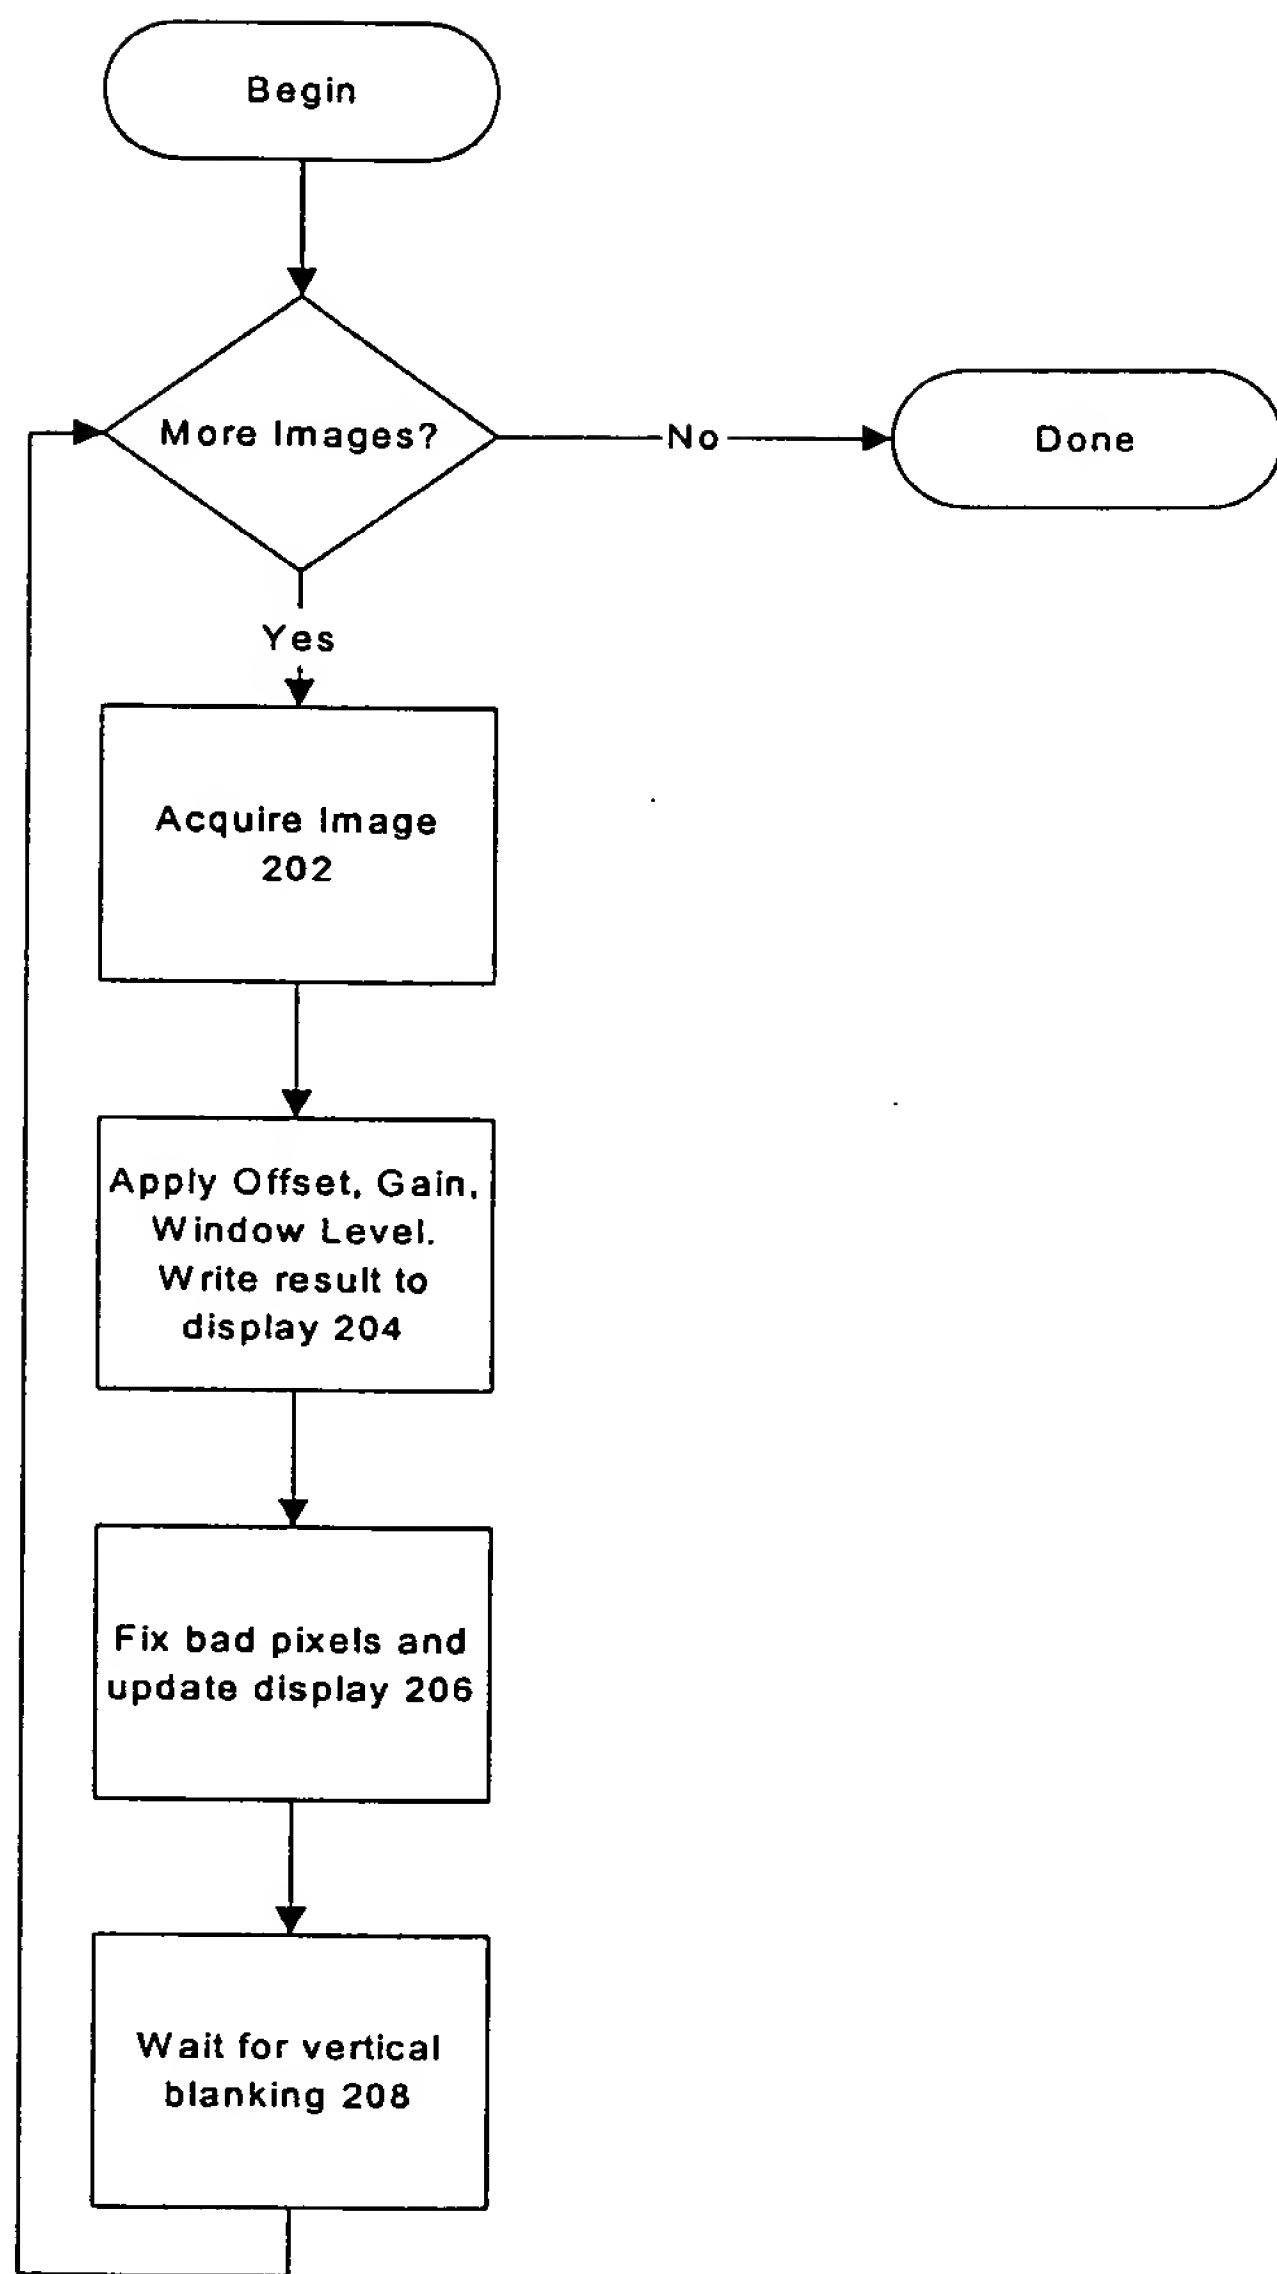 Begin
More Images?
No
Done
Yes
Acquire Image
202
Apply Offset, Gain,
Window Level.
Write result to
display 204
Fix bad pixels and
update display 206
Wait for vertical
blanking 208